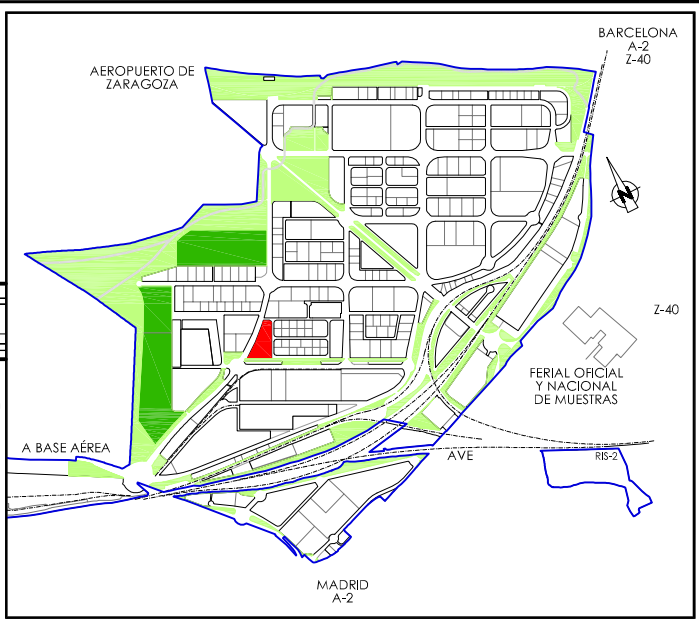 BARCELONA
A-2
Z-40
AEROPUERTO DE
ZARAGOZA
N
Z-40
FERIAL OFICIAL
Y NACIONAL
DE MUESTRAS
A BASE AÉREA
AVE
RIS-2
MADRID
A-2